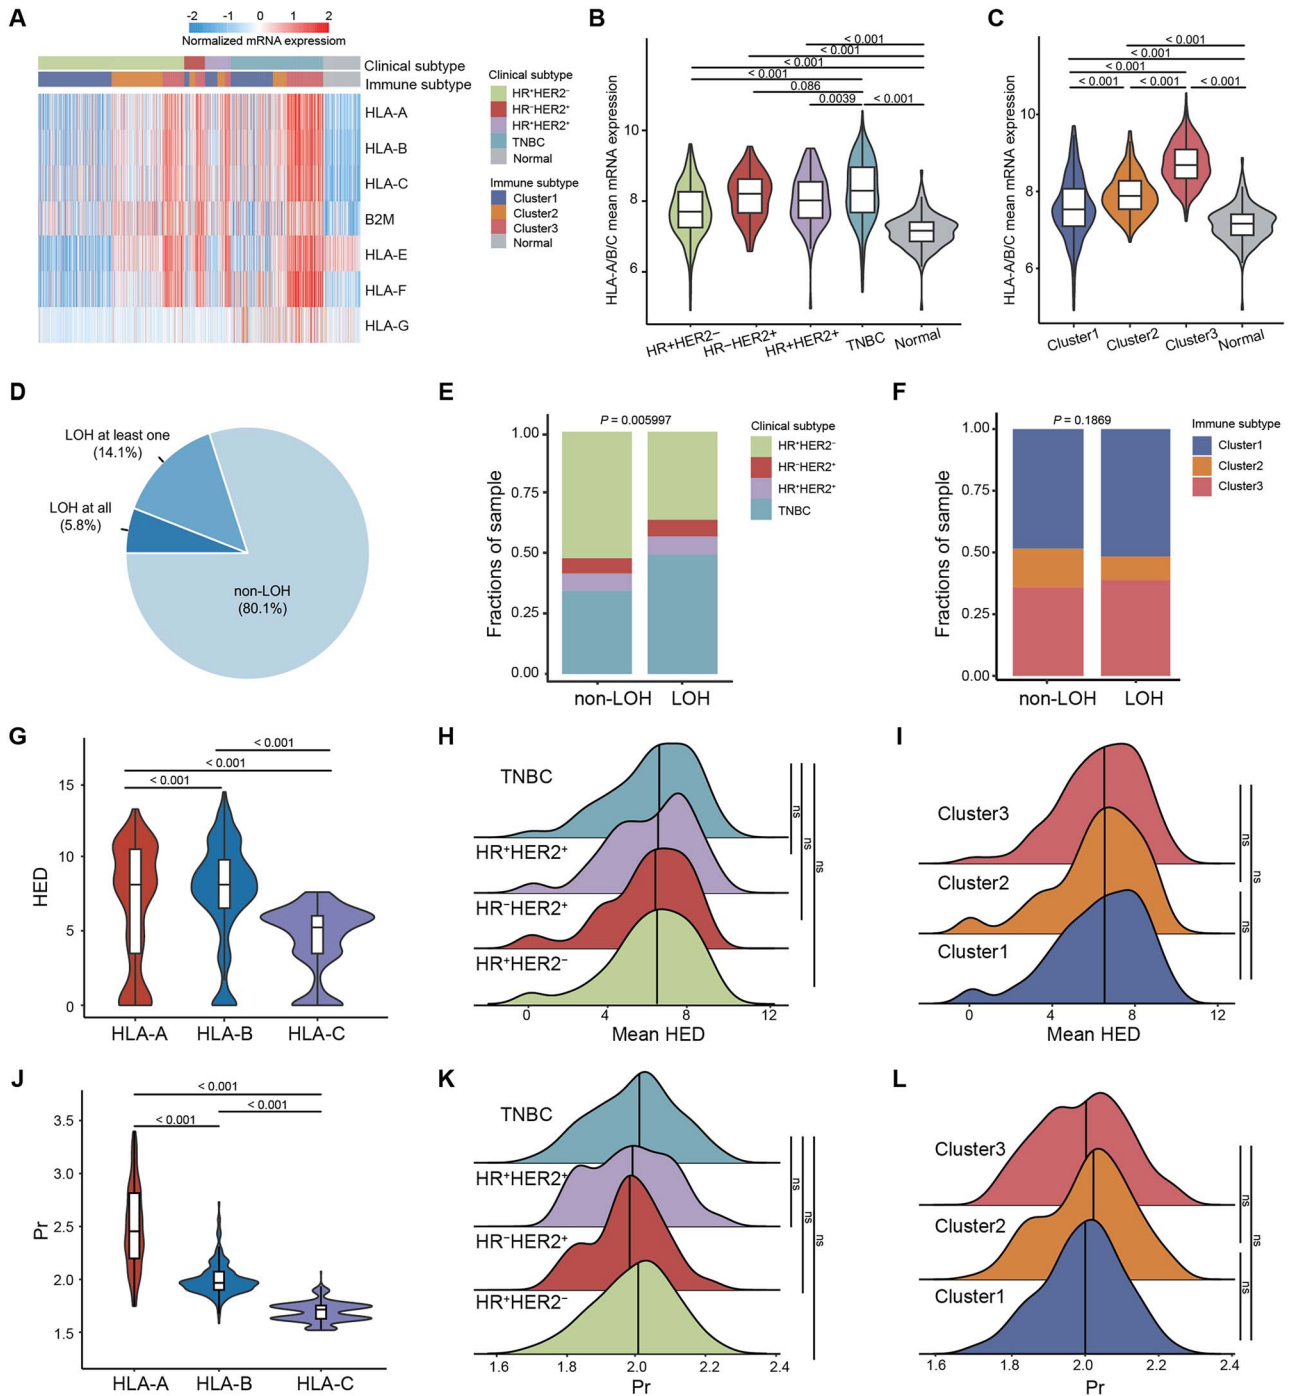 A
-2 -1 0 1 2
Normalized mRNA expressiom
Clinical subtype
Immune subtype
HLA-A
HLA-B
HLA-C
B2M
HLA-E
HLA-F
HLA-G
Clinical subtype
HR⁺HER2⁻
HR⁻HER2⁺
HR⁺HER2⁺
TNBC
Normal
Immune subtype
Cluster1
Cluster2
Cluster3
Normal
B
HLA-A/B/C mean mRNA expression
10
8
6
< 0.001
< 0.001
< 0.001
< 0.001
0.086
0.0039 < 0.001
HR+HER2− HR−HER2+ HR+HER2+ TNBC Normal
C
HLA-A/B/C mean mRNA expression
10
8
6
< 0.001
< 0.001
< 0.001
< 0.001 < 0.001 < 0.001
Cluster1 Cluster2 Cluster3 Normal
D
LOH at least one
(14.1%)
LOH at all
(5.8%)
non-LOH
(80.1%)
E
P = 0.005997
Fractions of sample
1.00
0.75
0.50
0.25
0.00
non-LOH LOH
Clinical subtype
HR⁺HER2⁻
HR⁻HER2⁺
HR⁺HER2⁺
TNBC
F
P = 0.1869
Fractions of sample
1.00
0.75
0.50
0.25
0.00
non-LOH LOH
Immune subtype
Cluster1
Cluster2
Cluster3
G
HED
15
10
5
0
< 0.001
< 0.001
< 0.001
HLA-A HLA-B HLA-C
H
TNBC
HR⁺HER2⁺
HR⁻HER2⁺
HR⁺HER2⁻
ns
ns
ns
0 4 8 12
Mean HED
I
Cluster3
Cluster2
Cluster1
ns
ns
ns
0 4 8 12
Mean HED
J
Pr
3.5
3.0
2.5
2.0
1.5
< 0.001
< 0.001
< 0.001
HLA-A HLA-B HLA-C
K
TNBC
HR⁺HER2⁺
HR⁻HER2⁺
HR⁺HER2⁻
ns
ns
ns
1.6 1.8 2.0 2.2 2.4
Pr
L
Cluster3
Cluster2
Cluster1
ns
ns
ns
1.6 1.8 2.0 2.2 2.4
Pr